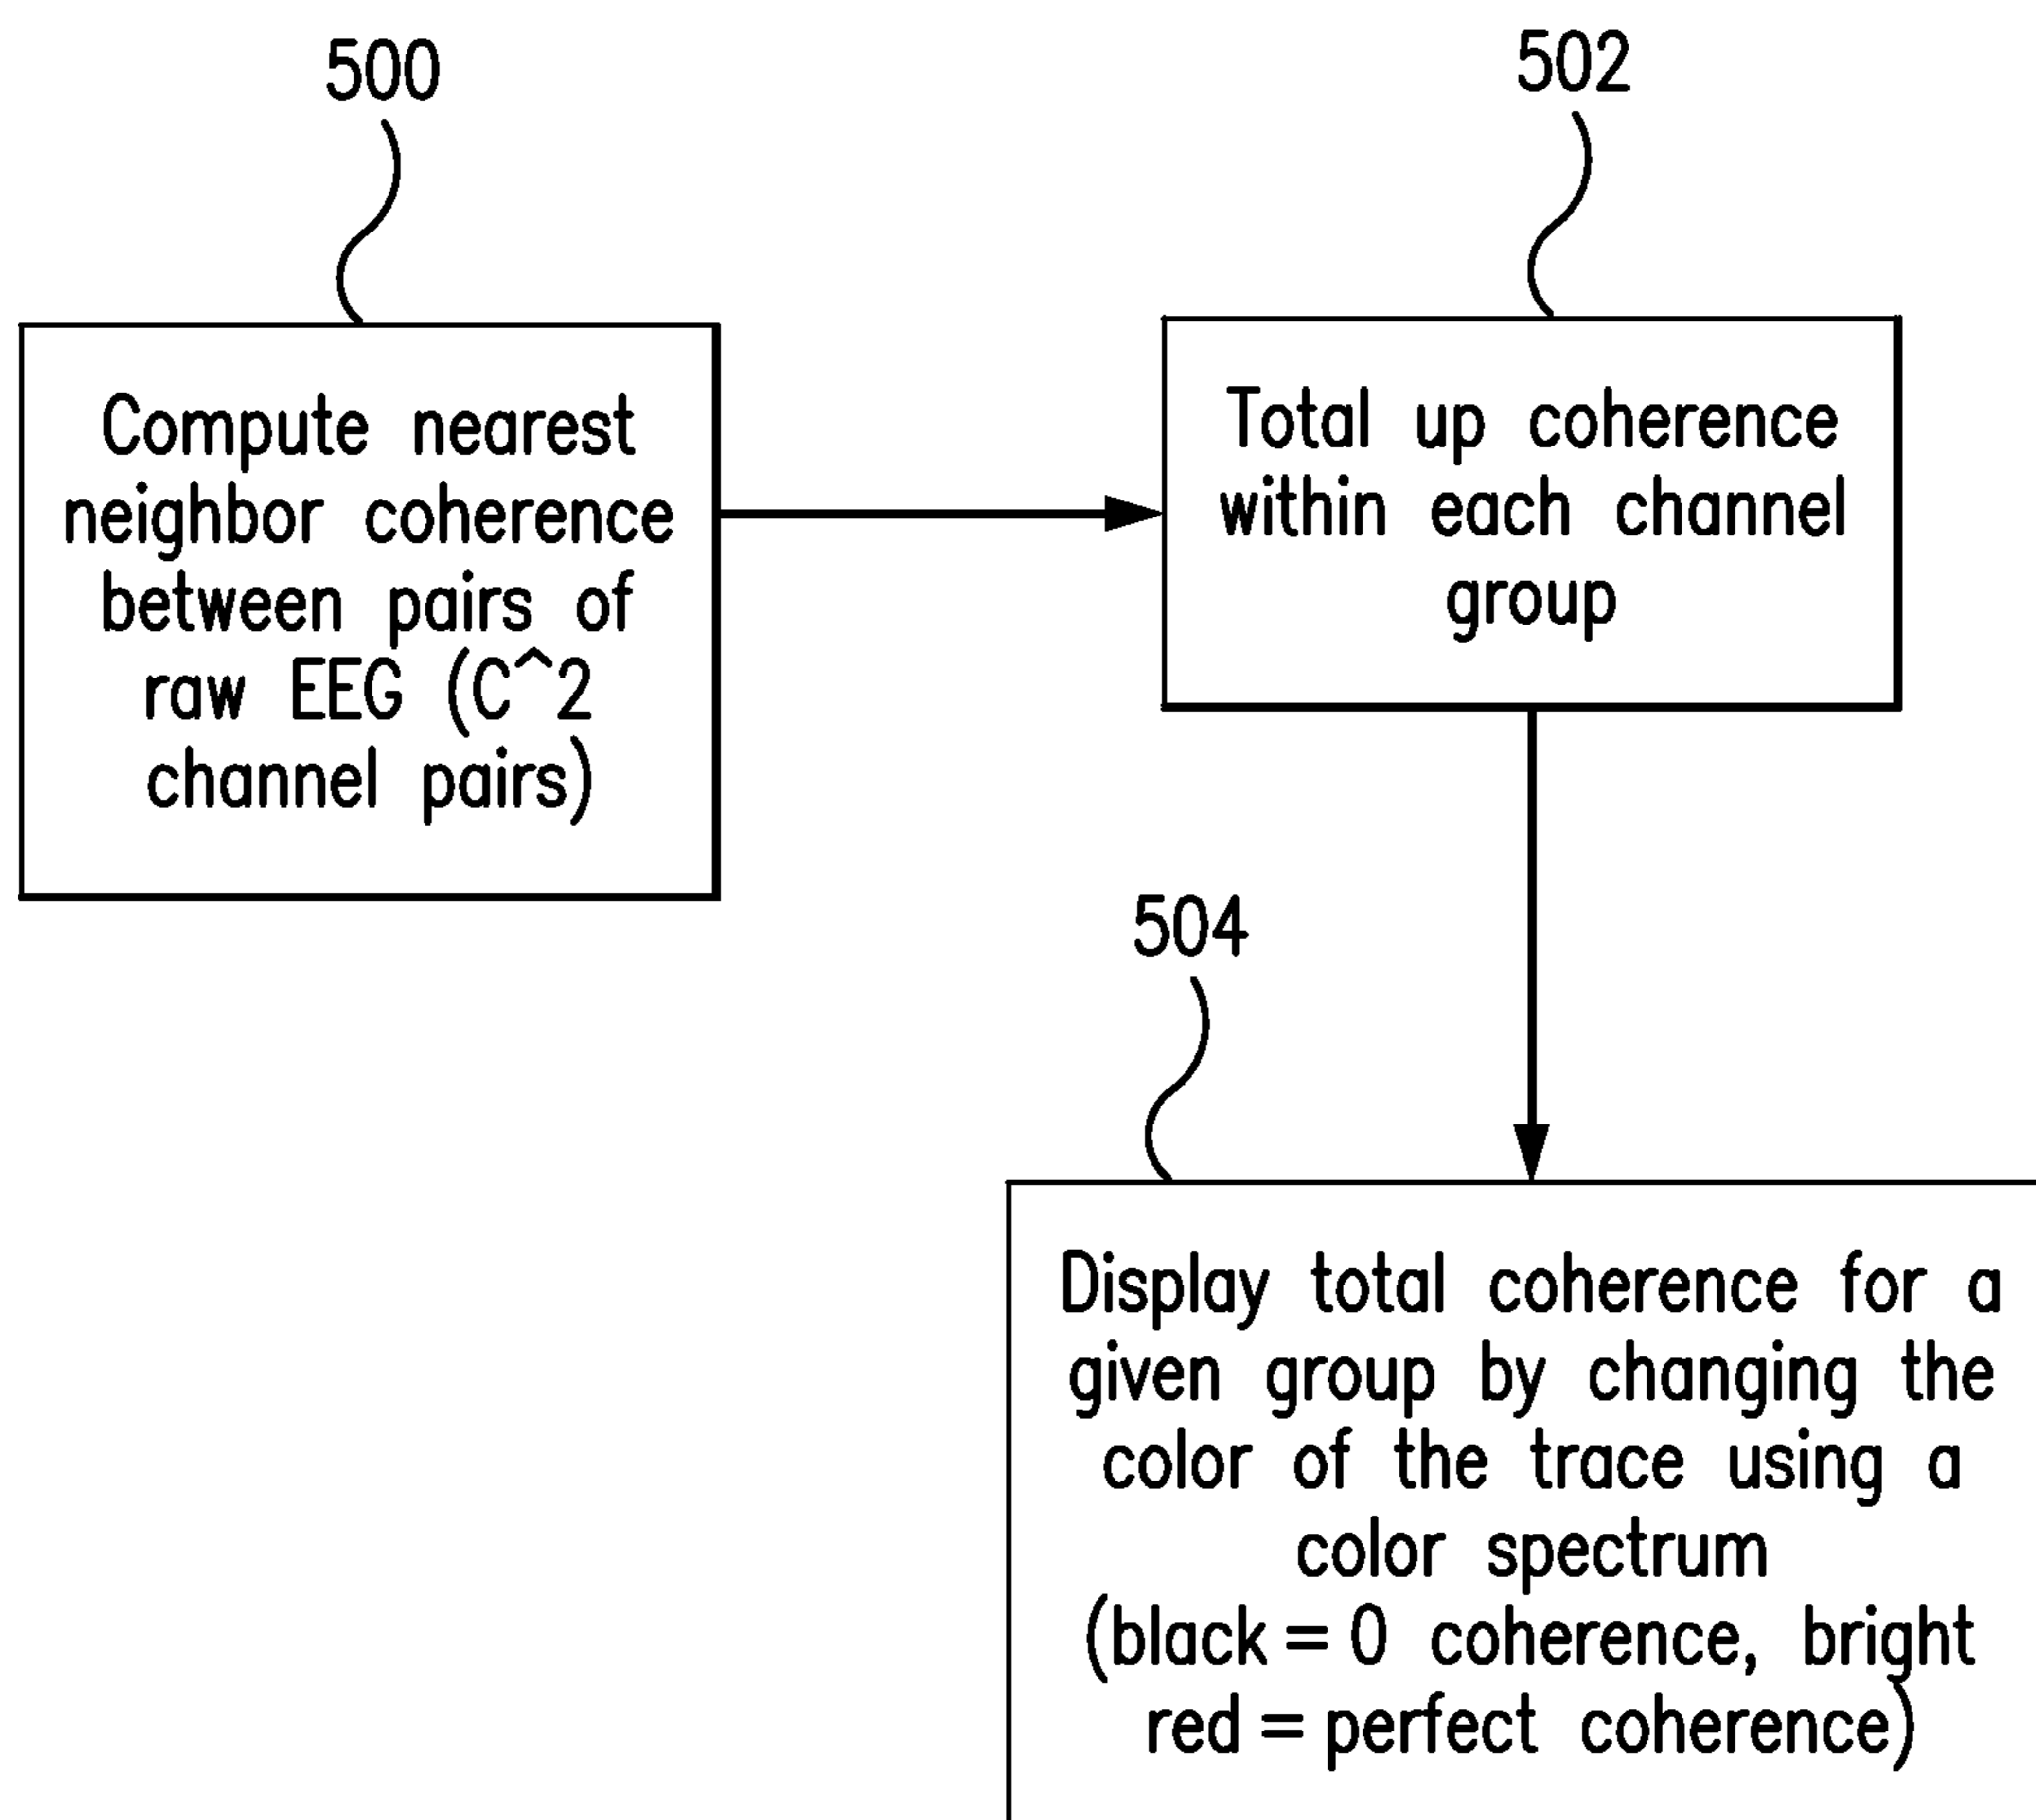 500
Compute nearest
neighbor coherence
between pairs of
raw EEG (C^2
channel pairs)
502
Total up coherence
within each channel
group
504
Display total coherence for a
given group by changing the
color of the trace using a
color spectrum
(black = 0 coherence, bright
red = perfect coherence)